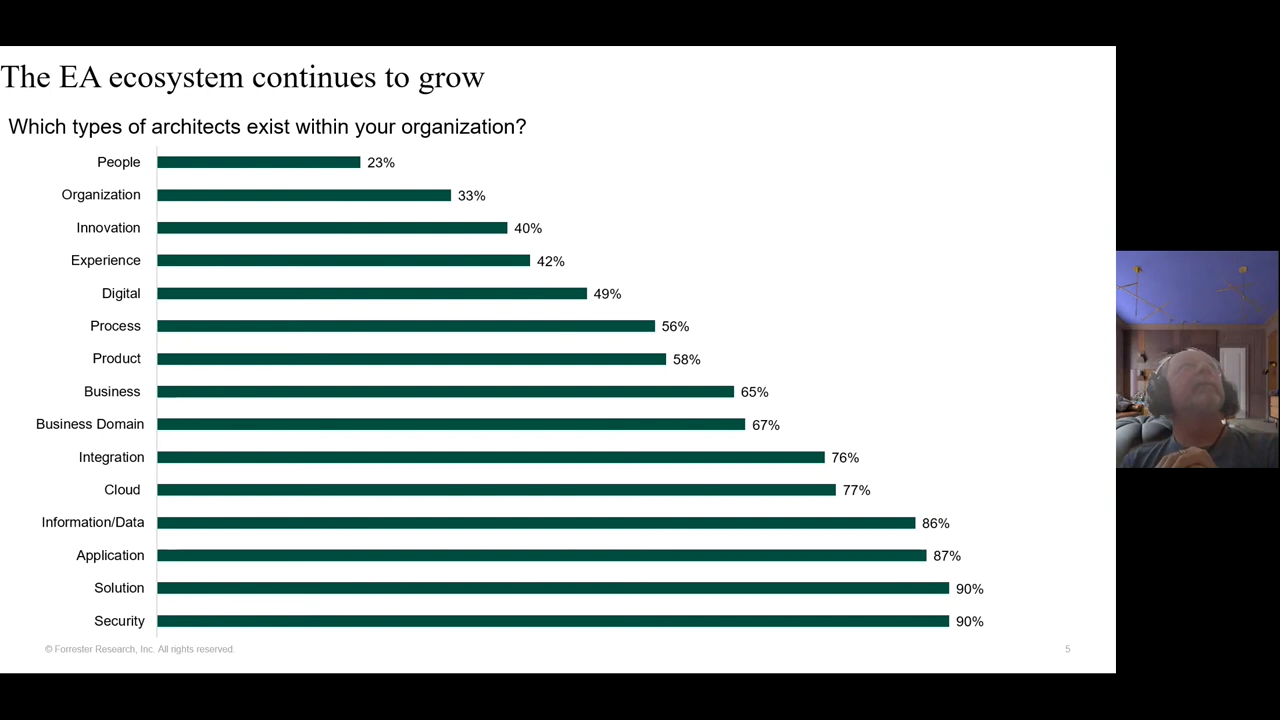 The EA ecosystem continues to grow
Which types of architects exist within your organization?
People 23%
Organization 33%
Innovation 40%
Experience 42%
Digital 49%
Process 56%
Product 58%
Business 65%
Business Domain 67%
Integration 76%
Cloud 77%
Information/Data 86%
Application 87%
Solution 90%
Security 90%
© Forrester Research, Inc. All rights reserved. 5